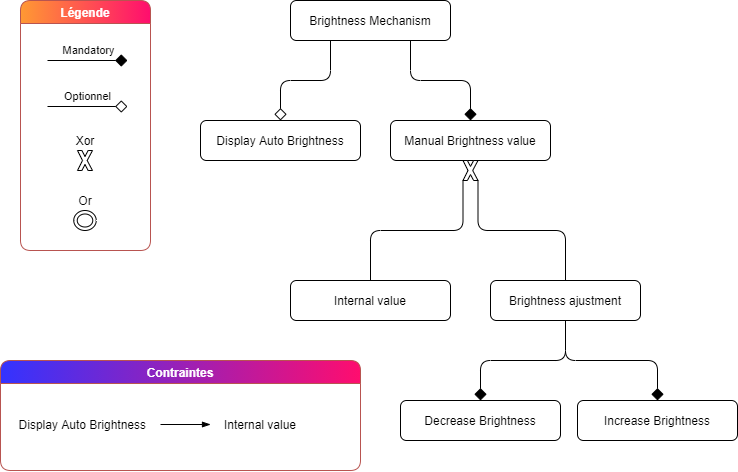 Légende
Mandatory
Optionnel
Xor
X
Or
Brightness Mechanism
Display Auto Brightness
Manual Brightness value
X
Internal value
Brightness ajustment
Decrease Brightness
Increase Brightness
Contraintes
Display Auto Brightness
Internal value